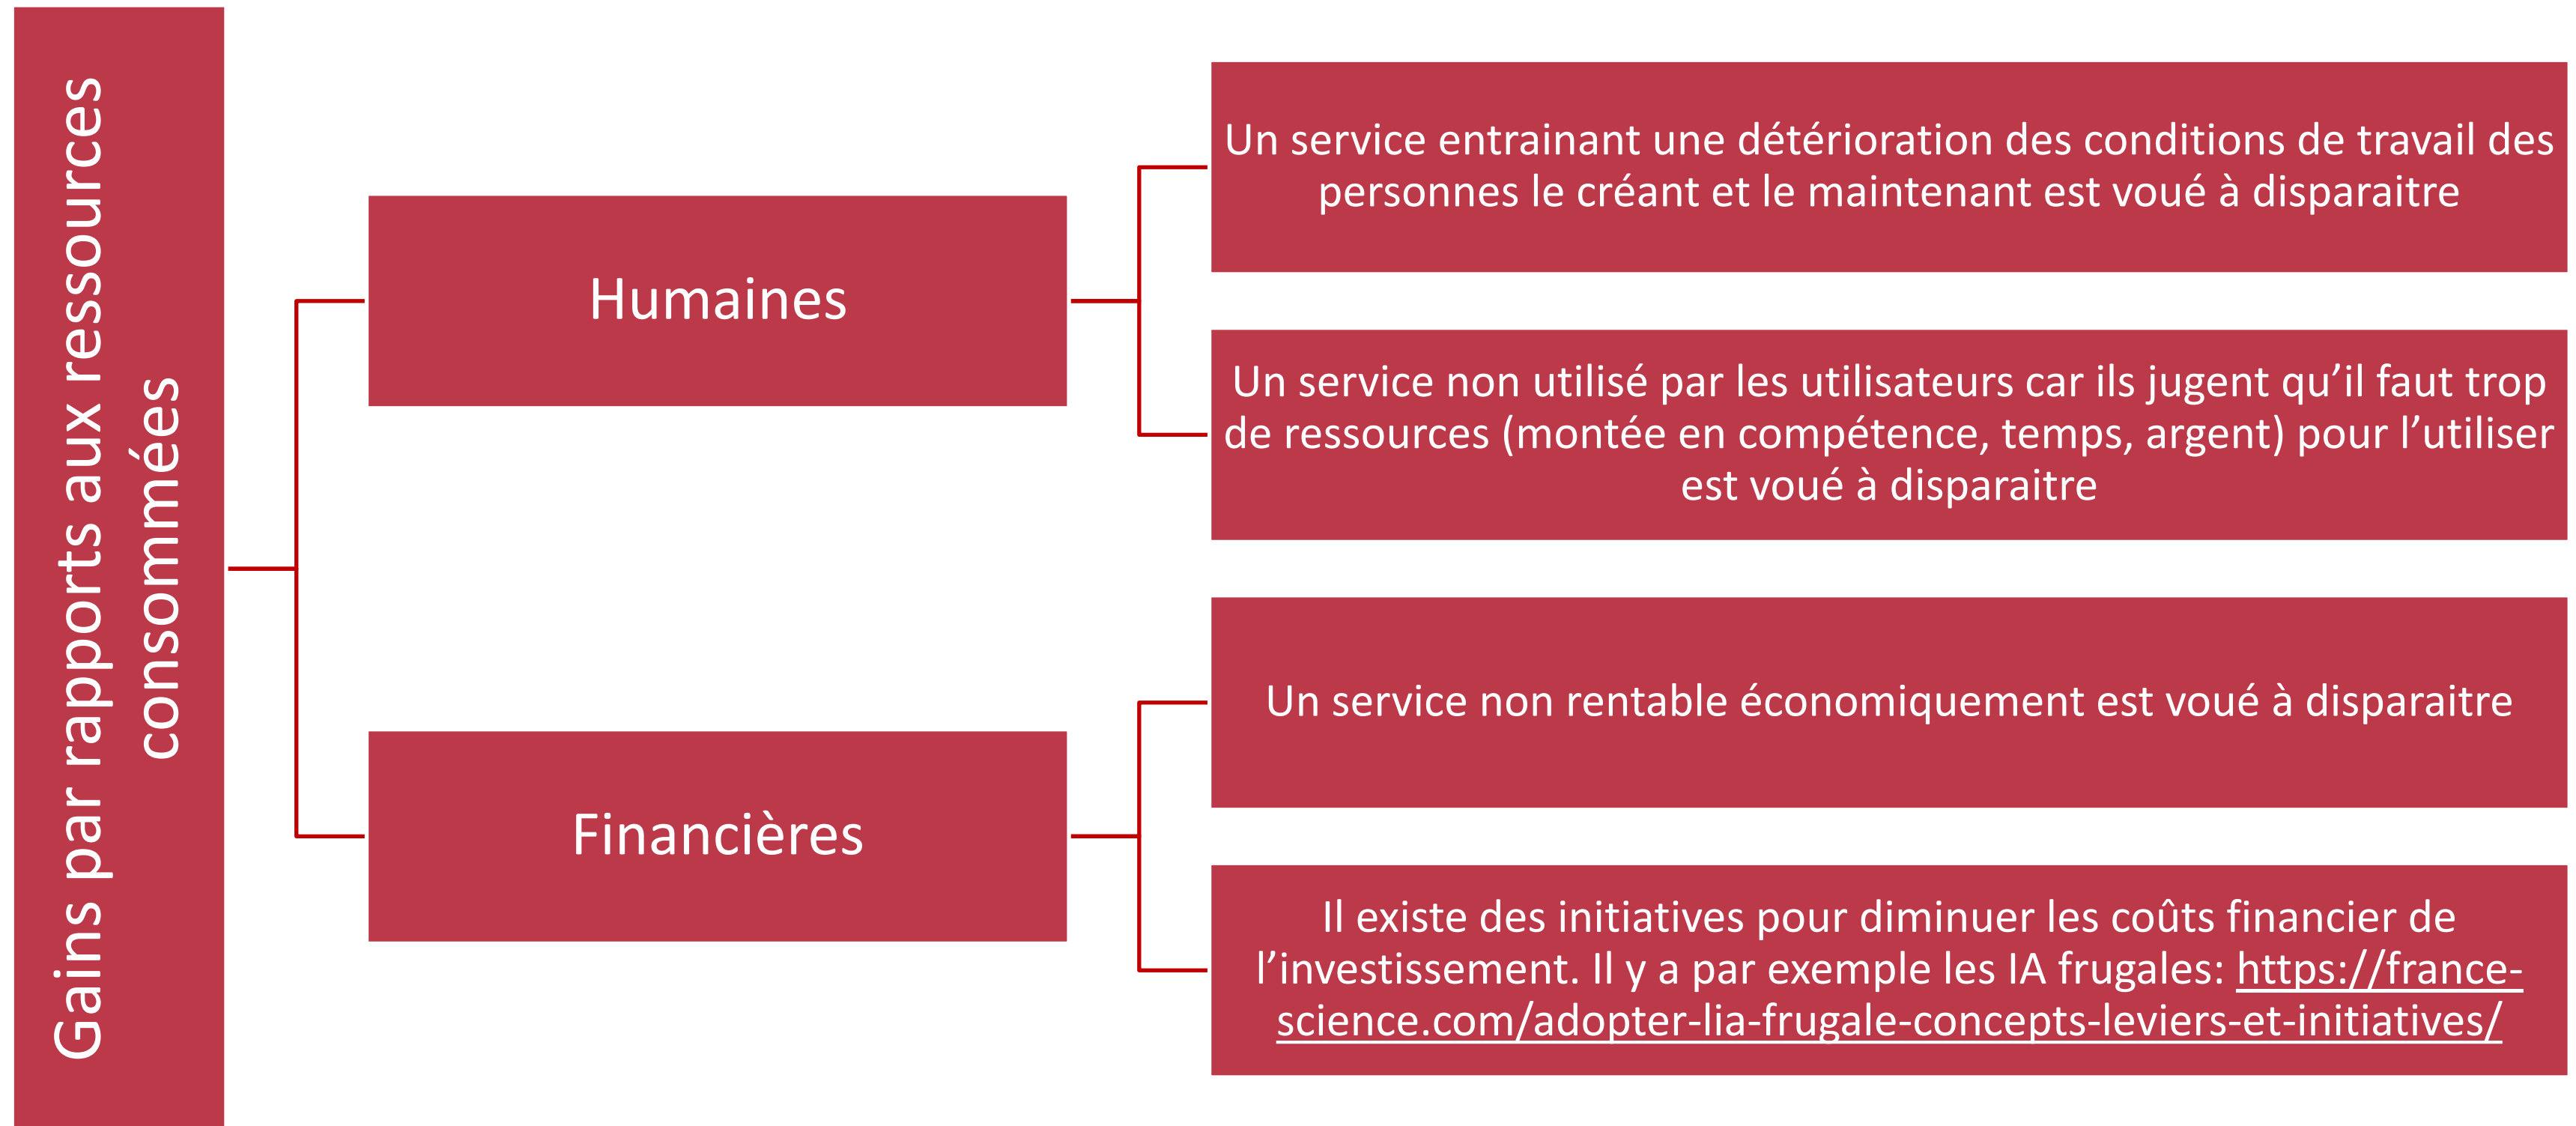 Gains par rapports aux ressources
consommées
Humaines
Un service entrainant une détérioration des conditions de travail des
personnes le créant et le maintenant est voué à disparaitre
Un service non utilisé par les utilisateurs car ils jugent qu’il faut trop
de ressources (montée en compétence, temps, argent) pour l’utiliser
est voué à disparaitre
Financières
Un service non rentable économiquement est voué à disparaitre
Il existe des initiatives pour diminuer les coûts financier de
l’investissement. Il y a par exemple les IA frugales: https://france-
science.com/adopter-lia-frugale-concepts-leviers-et-initiatives/